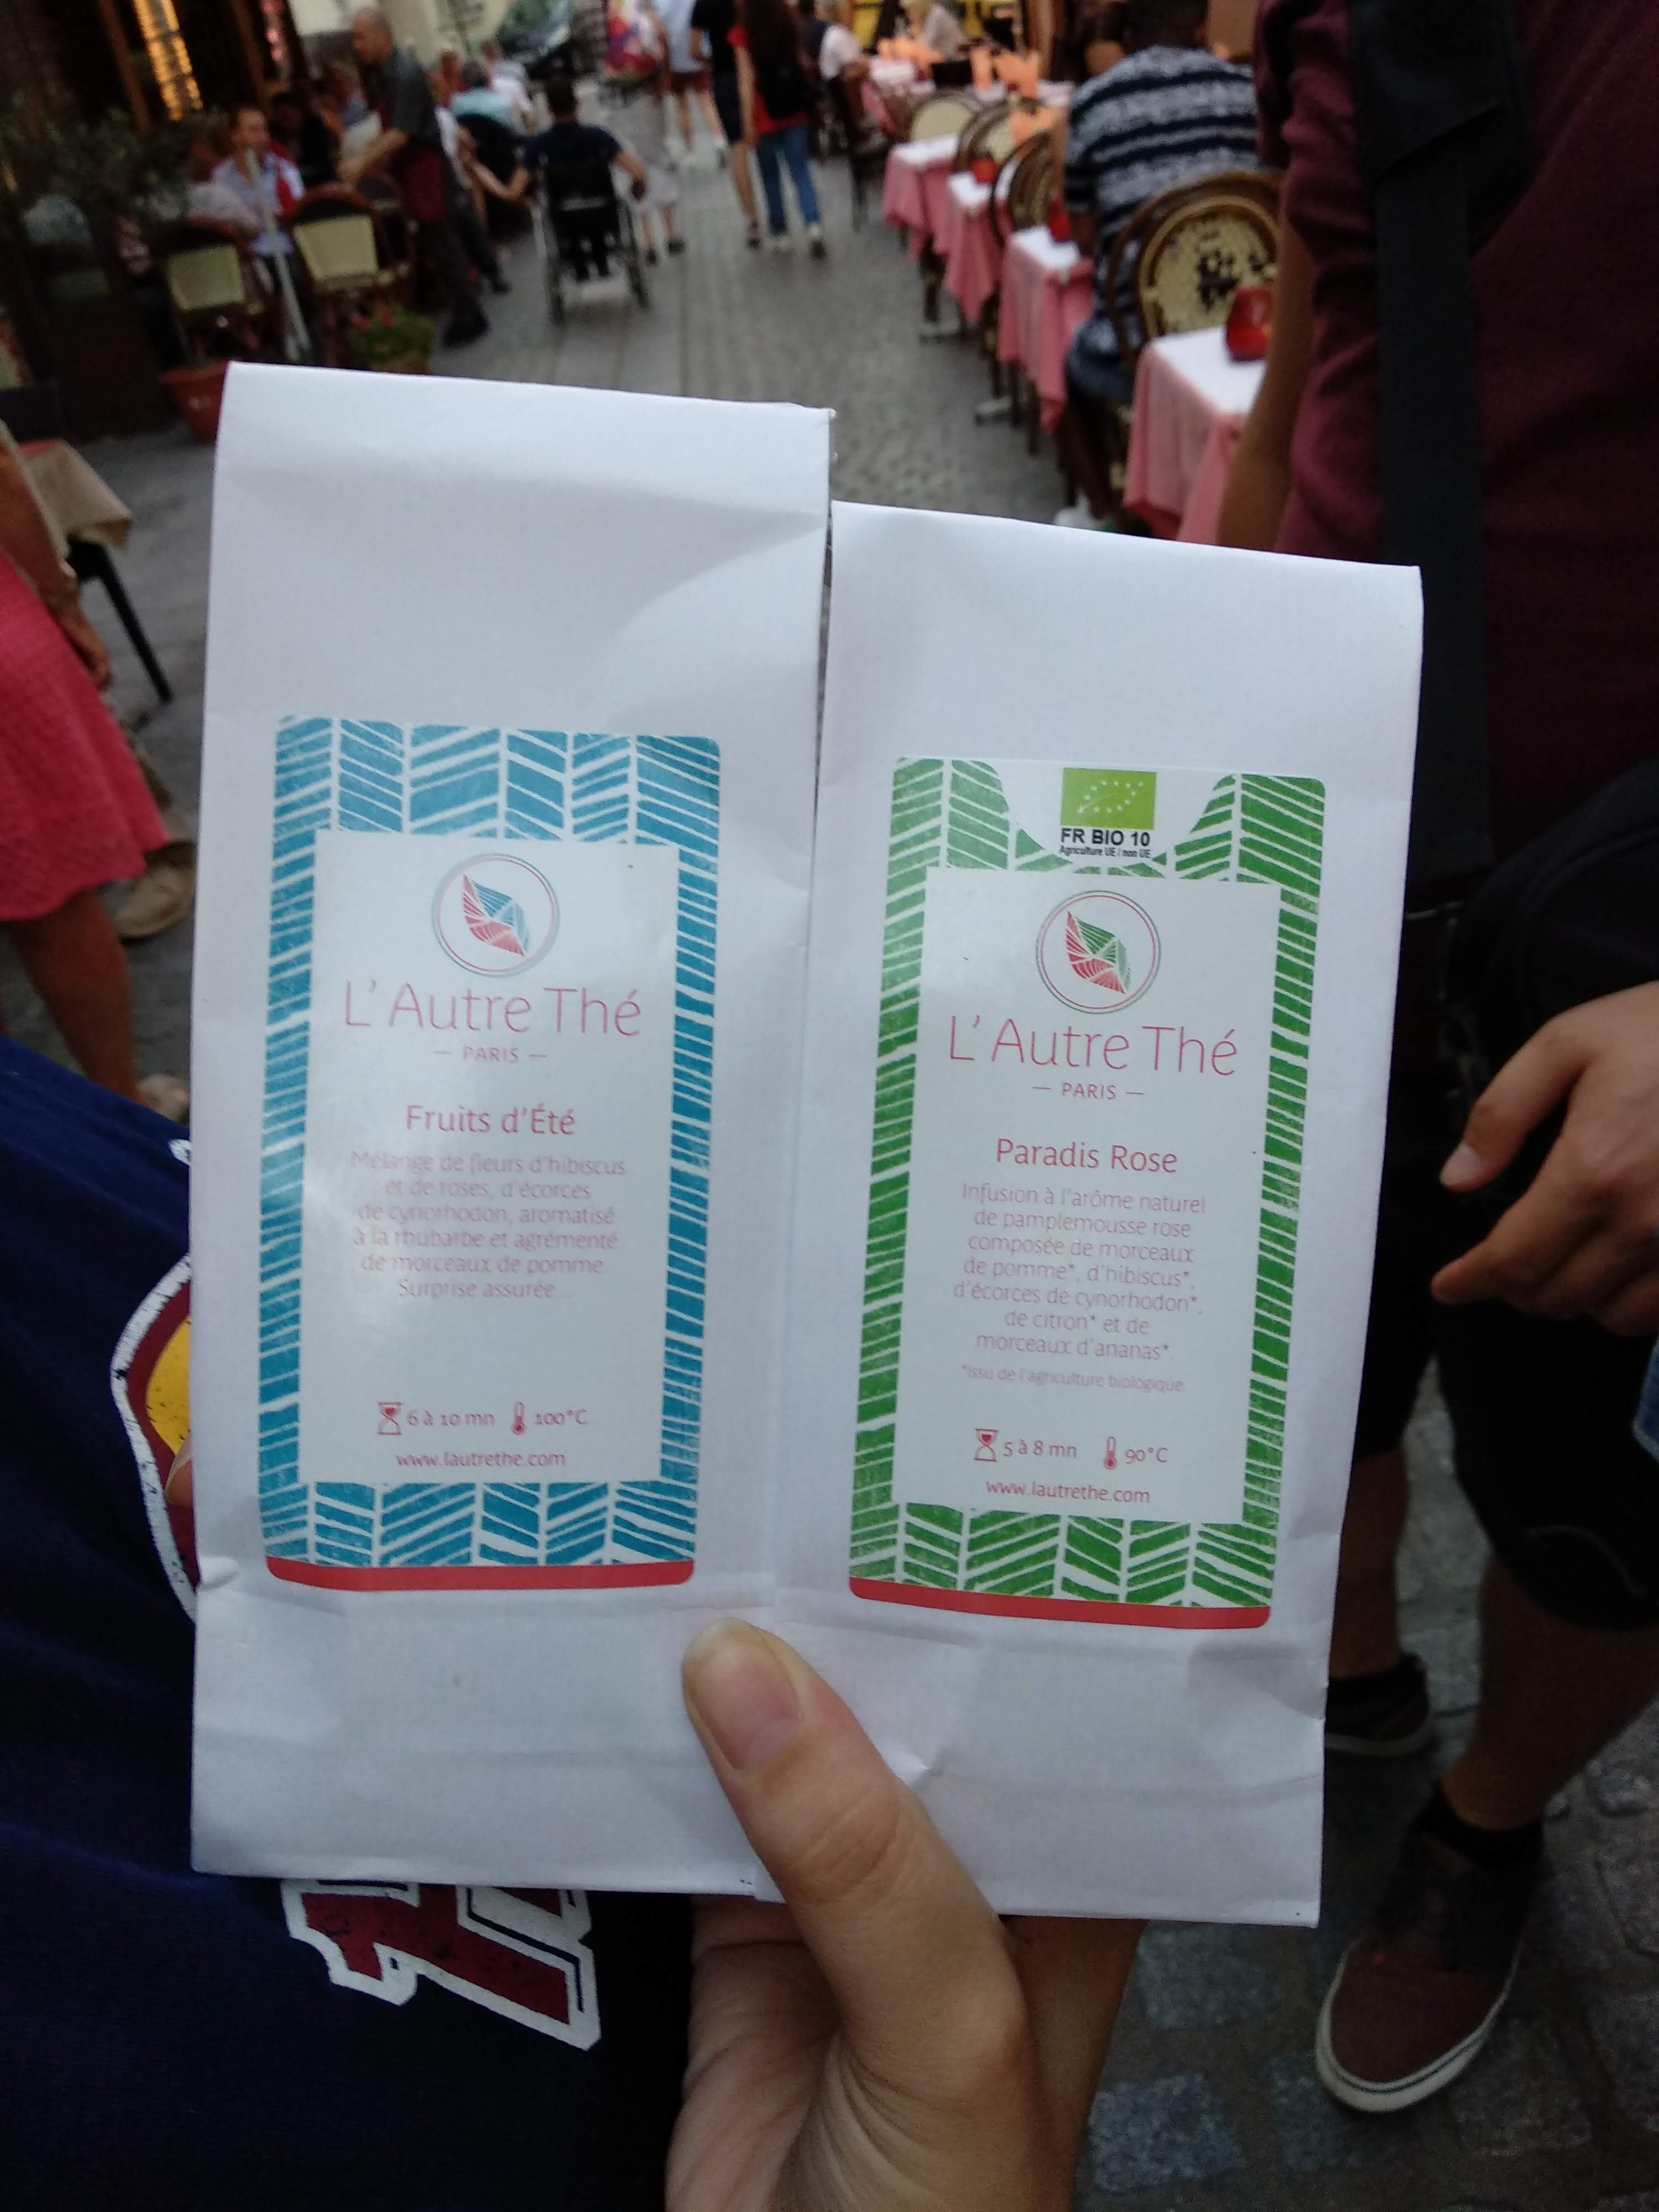 L'Autre Thé
— PARIS —
Fruits d'Été
Mélange de fleurs d'hibiscus
et de roses, d'écorces
de cynorhodon, aromatisé
à la rhubarbe et agrémenté
de morceaux de pomme
Surprise assurée...
6 à 10 mn 100°C
www.lautrethe.com
FR BIO 10
Agriculture UE / non UE
L'Autre Thé
— PARIS —
Paradis Rose
Infusion à l'arôme naturel
de pamplemousse rose
composée de morceaux
de pomme*, d'hibiscus*,
d'écorces de cynorhodon*,
de citron* et de
morceaux d'ananas*.
*Issu de l'agriculture biologique.
5 à 8 mn 90°C
www.lautrethe.com